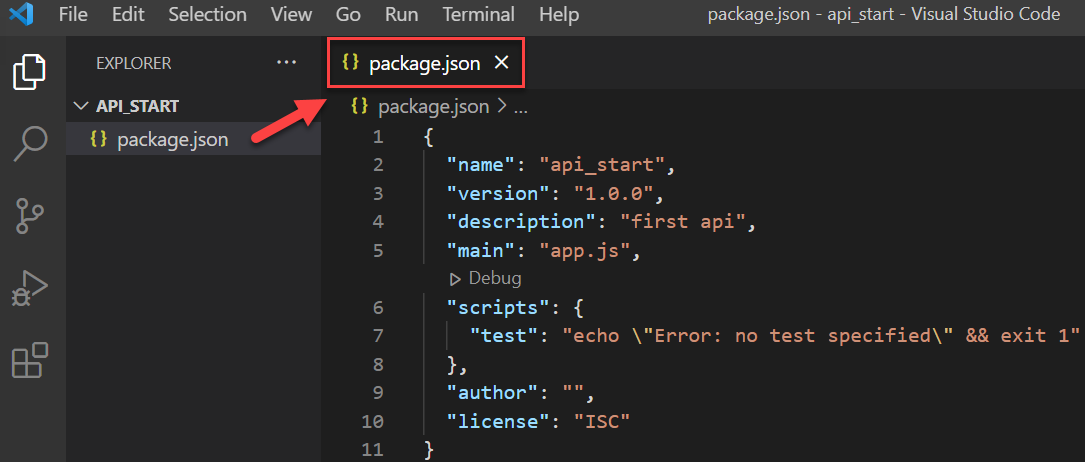 File Edit Selection View Go Run Terminal Help package.json - api_start - Visual Studio Code
EXPLORER ...
API_START
package.json
package.json ×
package.json > ...
1 {
2 "name": "api_start",
3 "version": "1.0.0",
4 "description": "first api",
5 "main": "app.js",
Debug
6 "scripts": {
7 "test": "echo \"Error: no test specified\" && exit 1"
8 },
9 "author": "",
10 "license": "ISC"
11 }